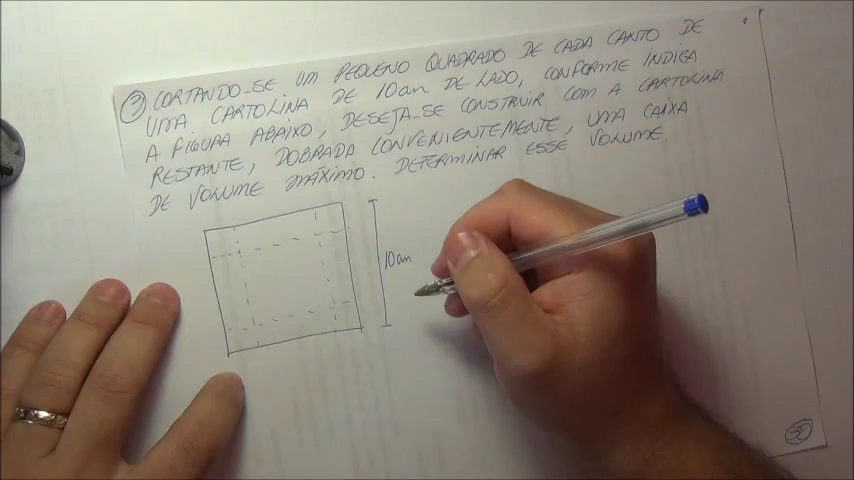 3 CORTANDO-SE UM PEQUENO QUADRADO DE CADA CANTO DE
UMA CARTOLINA DE 10cm DE LADO, CONFORME INDICA
A FIGURA ABAIXO, DESEJA-SE CONSTRUIR COM A CARTOLINA
RESTANTE, DOBRADA CONVENIENTEMENTE, UMA CAIXA
DE VOLUME MÁXIMO. DETERMINAR ESSE VOLUME.
10cm